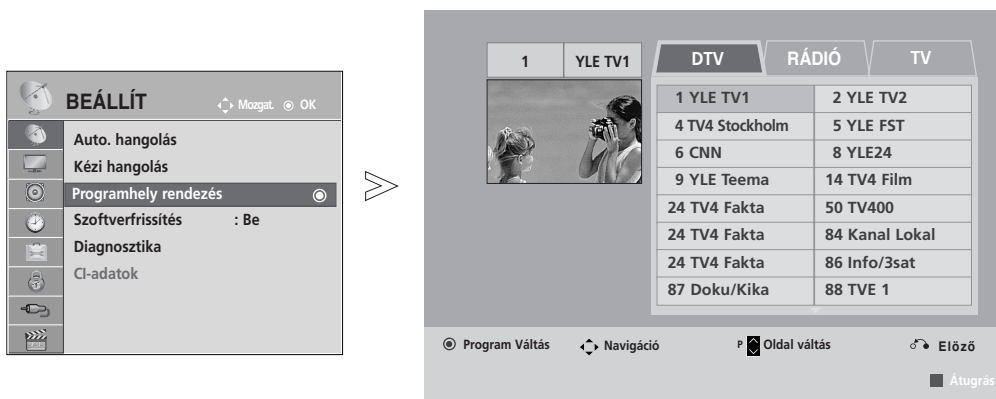 BEÁLLÍT Mozgat. OK
Auto. hangolás
Kézi hangolás
Programhely rendezés
Szoftverfrissítés : Be
Diagnosztika
CI-adatok
1 YLE TV1
DTV RÁDIÓ TV
1 YLE TV1 2 YLE TV2
4 TV4 Stockholm 5 YLE FST
6 CNN 8 YLE24
9 YLE Teema 14 TV4 Film
24 TV4 Fakta 50 TV400
24 TV4 Fakta 84 Kanal Lokal
24 TV4 Fakta 86 Info/3sat
87 Doku/Kika 88 TVE 1
Program Váltás Navigáció P Oldal váltás Előző
Átugrás